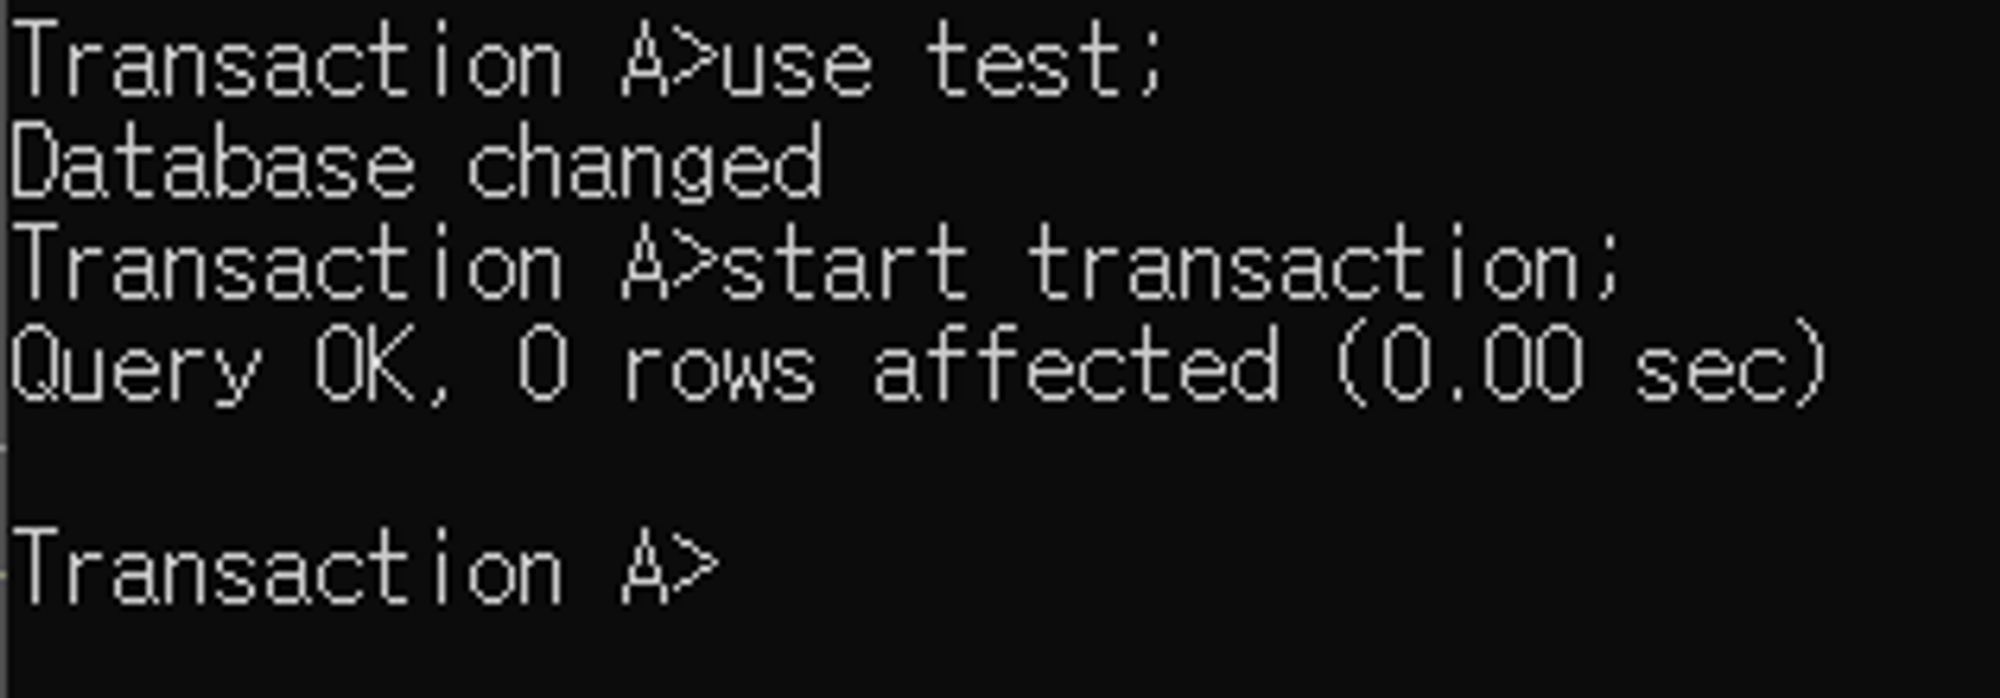 Transaction A>use test;
Database changed
Transaction A>start transaction;
Query OK, 0 rows affected (0.00 sec)
Transaction A>